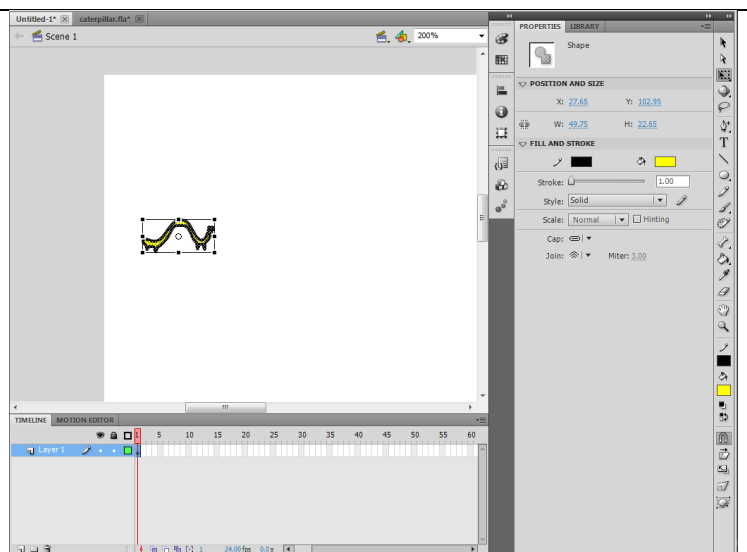 Untitled-1* caterpillar.fla*
Scene 1 200%
PROPERTIES LIBRARY
Shape
POSITION AND SIZE
X: 27.65 Y: 102.95
W: 49.75 H: 22.65
FILL AND STROKE
Stroke: 1.00
Style: Solid
Scale: Normal Hinting
Cap:
Join: Miter: 3.00
TIMELINE MOTION EDITOR
1 5 10 15 20 25 30 35 40 45 50 55 60
Layer 1
1 24.00 fps 0.0 s